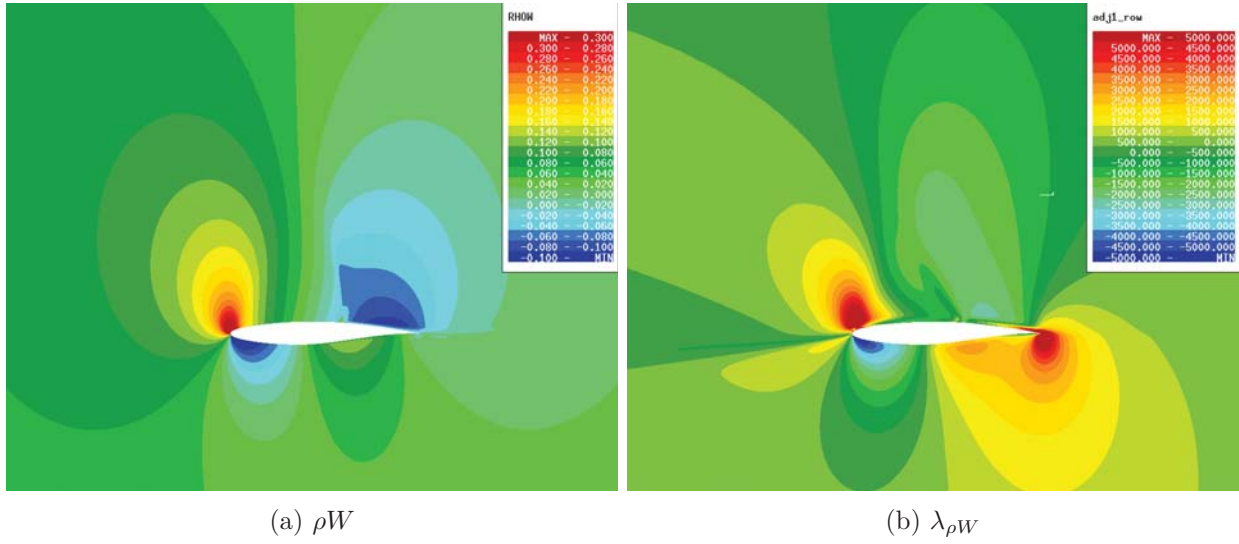 RHOW
MAX - 0.300
0.300 - 0.280
0.280 - 0.260
0.260 - 0.240
0.240 - 0.220
0.220 - 0.200
0.200 - 0.180
0.180 - 0.160
0.160 - 0.140
0.140 - 0.120
0.120 - 0.100
0.100 - 0.080
0.080 - 0.060
0.060 - 0.040
0.040 - 0.020
0.020 - 0.000
0.000 - -0.020
-0.020 - -0.040
-0.040 - -0.060
-0.060 - -0.080
-0.080 - -0.100
-0.100 - MIN
adj1_row
MAX - 5000.000
5000.000 - 4500.000
4500.000 - 4000.000
4000.000 - 3500.000
3500.000 - 3000.000
3000.000 - 2500.000
2500.000 - 2000.000
2000.000 - 1500.000
1500.000 - 1000.000
1000.000 - 500.000
500.000 - 0.000
0.000 - -500.000
-500.000 - -1000.000
-1000.000 - -1500.000
-1500.000 - -2000.000
-2000.000 - -2500.000
-2500.000 - -3000.000
-3000.000 - -3500.000
-3500.000 - -4000.000
-4000.000 - -4500.000
-4500.000 - -5000.000
-5000.000 - MIN
(a) ρW
(b) λρW